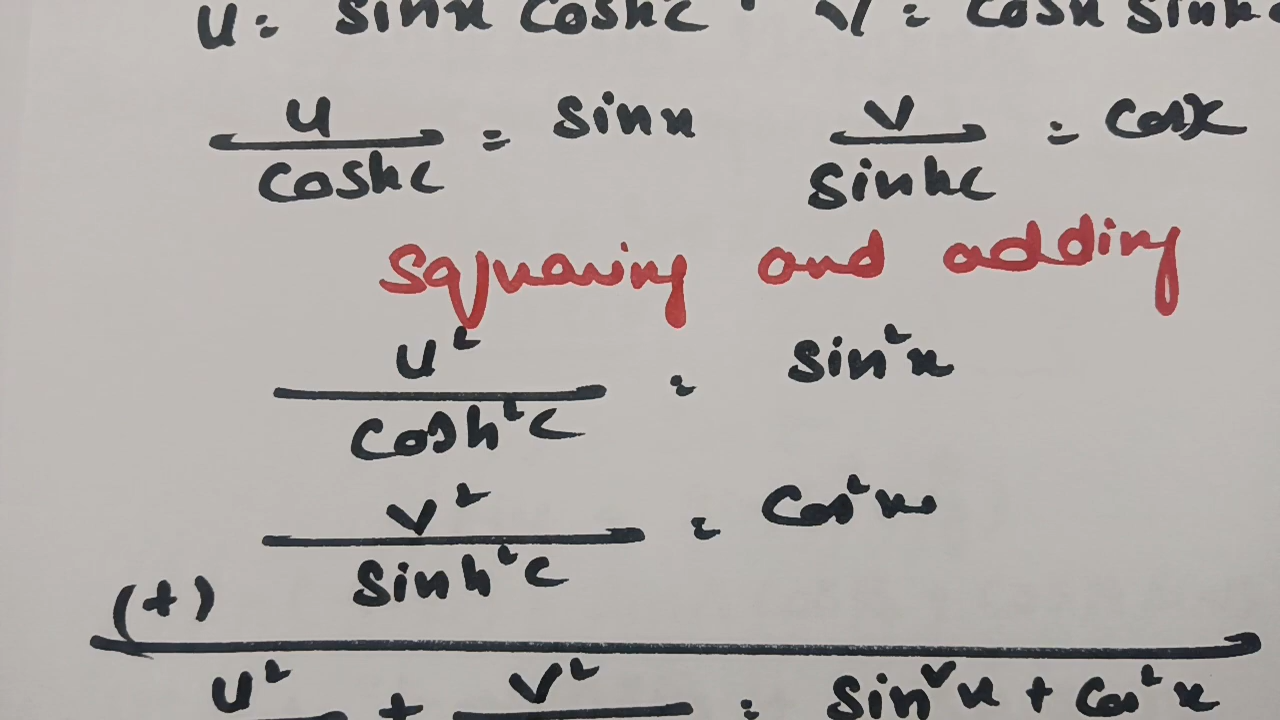 u = sinx coshc . v = cosx sinhc
u/coshc = sinx    v/sinhc = cosx
squaring and adding
u²/cosh²c = sin²x
v²/sinh²c = cos²x
(+)
u² + v² = sin²x + cos²x